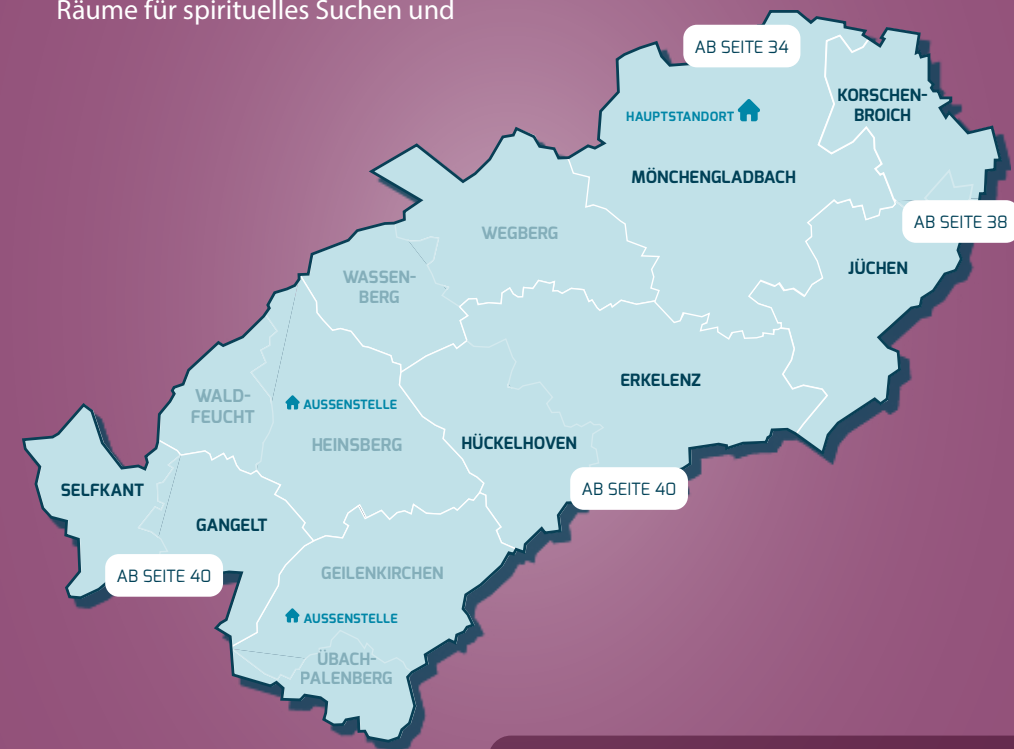 Räume für spirituelles Suchen und
AB SEITE 34
KORSCHEN-
BROICH
HAUPTSTANDORT
MÖNCHENGLADBACH
AB SEITE 38
WEGBERG
JÜCHEN
WASSEN-
BERG
ERKELENZ
WALD-
FEUCHT
AUSSENSTELLE
HEINSBERG
HÜCKELHOVEN
SELFKANT
AB SEITE 40
GANGELT
AB SEITE 40
GEILENKIRCHEN
AUSSENSTELLE
ÜBACH-
PALENBERG